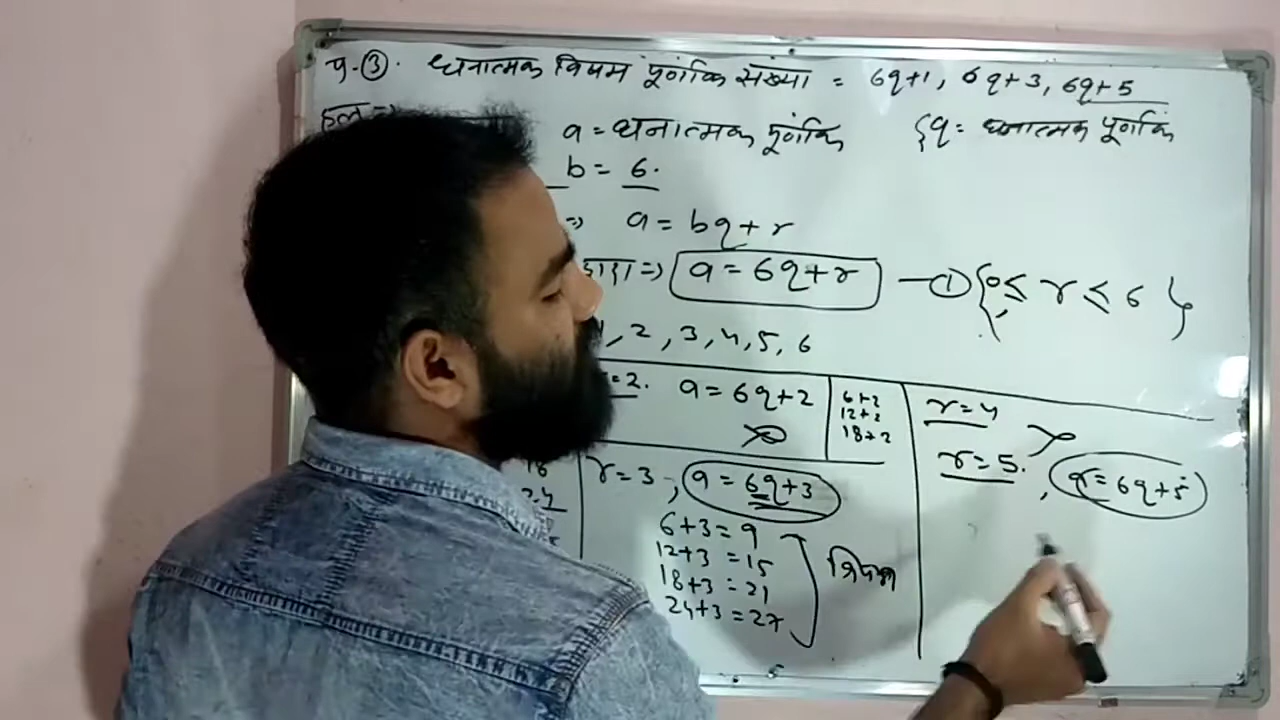 प्र-③. धनात्मक विषम पूर्णांक संख्या = 6q+1, 6q+3, 6q+5
हल =>
a = धनात्मक पूर्णांक {q = धनात्मक पूर्णांक
b = 6.
=> a = bq + r
द्वारा => a = 6q + r —① {0 ≤ r ≤ 6}
1, 2, 3, 4, 5, 6
= 2. a = 6q+2
6+2
12+2
18+2
r = 3, a = 6q+3
6+3 = 9
12+3 = 15
18+3 = 21
24+3 = 27
विषम
r = 4
r = 5. , a = 6q+5